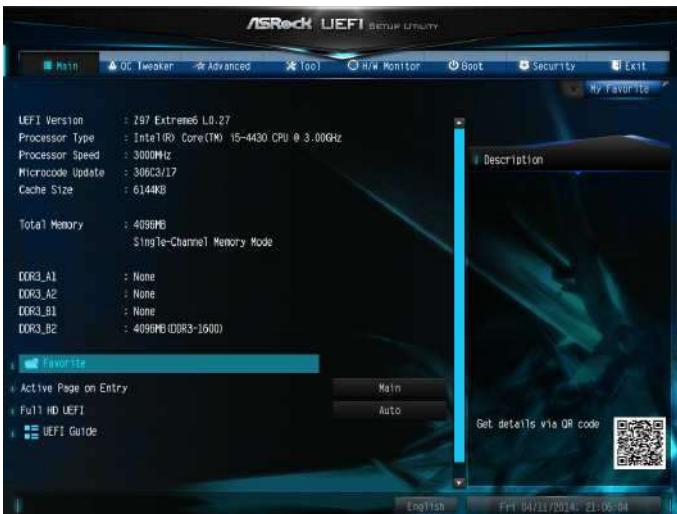 ASRock UEFI SETUP UTILITY
Main OC Tweaker Advanced Tool H/W Monitor Boot Security Exit
My Favorite
UEFI Version : Z97 Extreme6 L0.27
Processor Type : Intel(R) Core(TM) i5-4430 CPU @ 3.00GHz
Processor Speed : 3000MHz
Microcode Update : 306C3/17
Cache Size : 6144KB
Total Memory : 4096MB
Single-Channel Memory Mode
DDR3_A1 : None
DDR3_A2 : None
DDR3_B1 : None
DDR3_B2 : 4096MB(DDR3-1600)
Favorite
Active Page on Entry Main
Full HD UEFI Auto
UEFI Guide
Description
Get details via QR code
English Fri 04/11/2014, 21:06:04